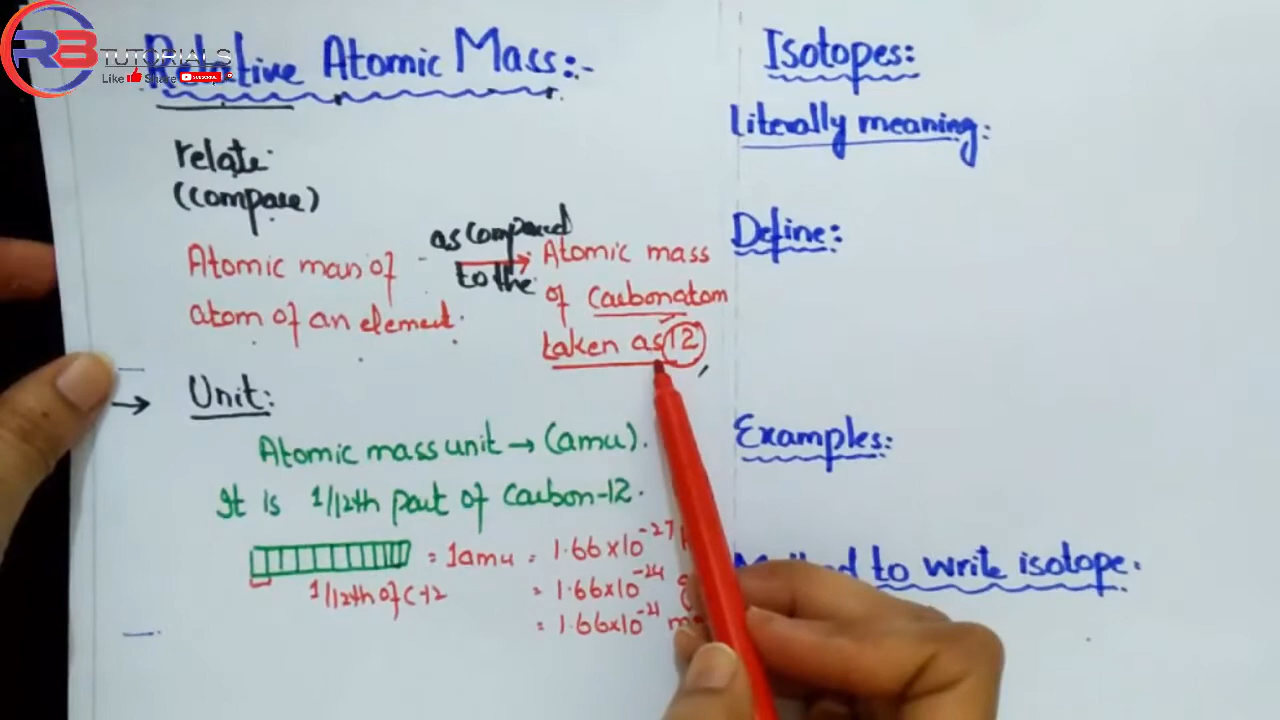 RB TUTORIALS
Like Share
Relative Atomic Mass:-
relate
(compare)
Atomic mass of
atom of an element.
as compared
to the
Atomic mass
of Carbon atom
taken as 12
Unit:
Atomic mass unit → (amu).
It is 1/12th part of Carbon-12.
= 1amu = 1.66x10-27
1/12th of C-12
= 1.66x10-24
= 1.66x10-21
Isotopes:
Literally meaning:
Define:
Examples:
to write isotope.